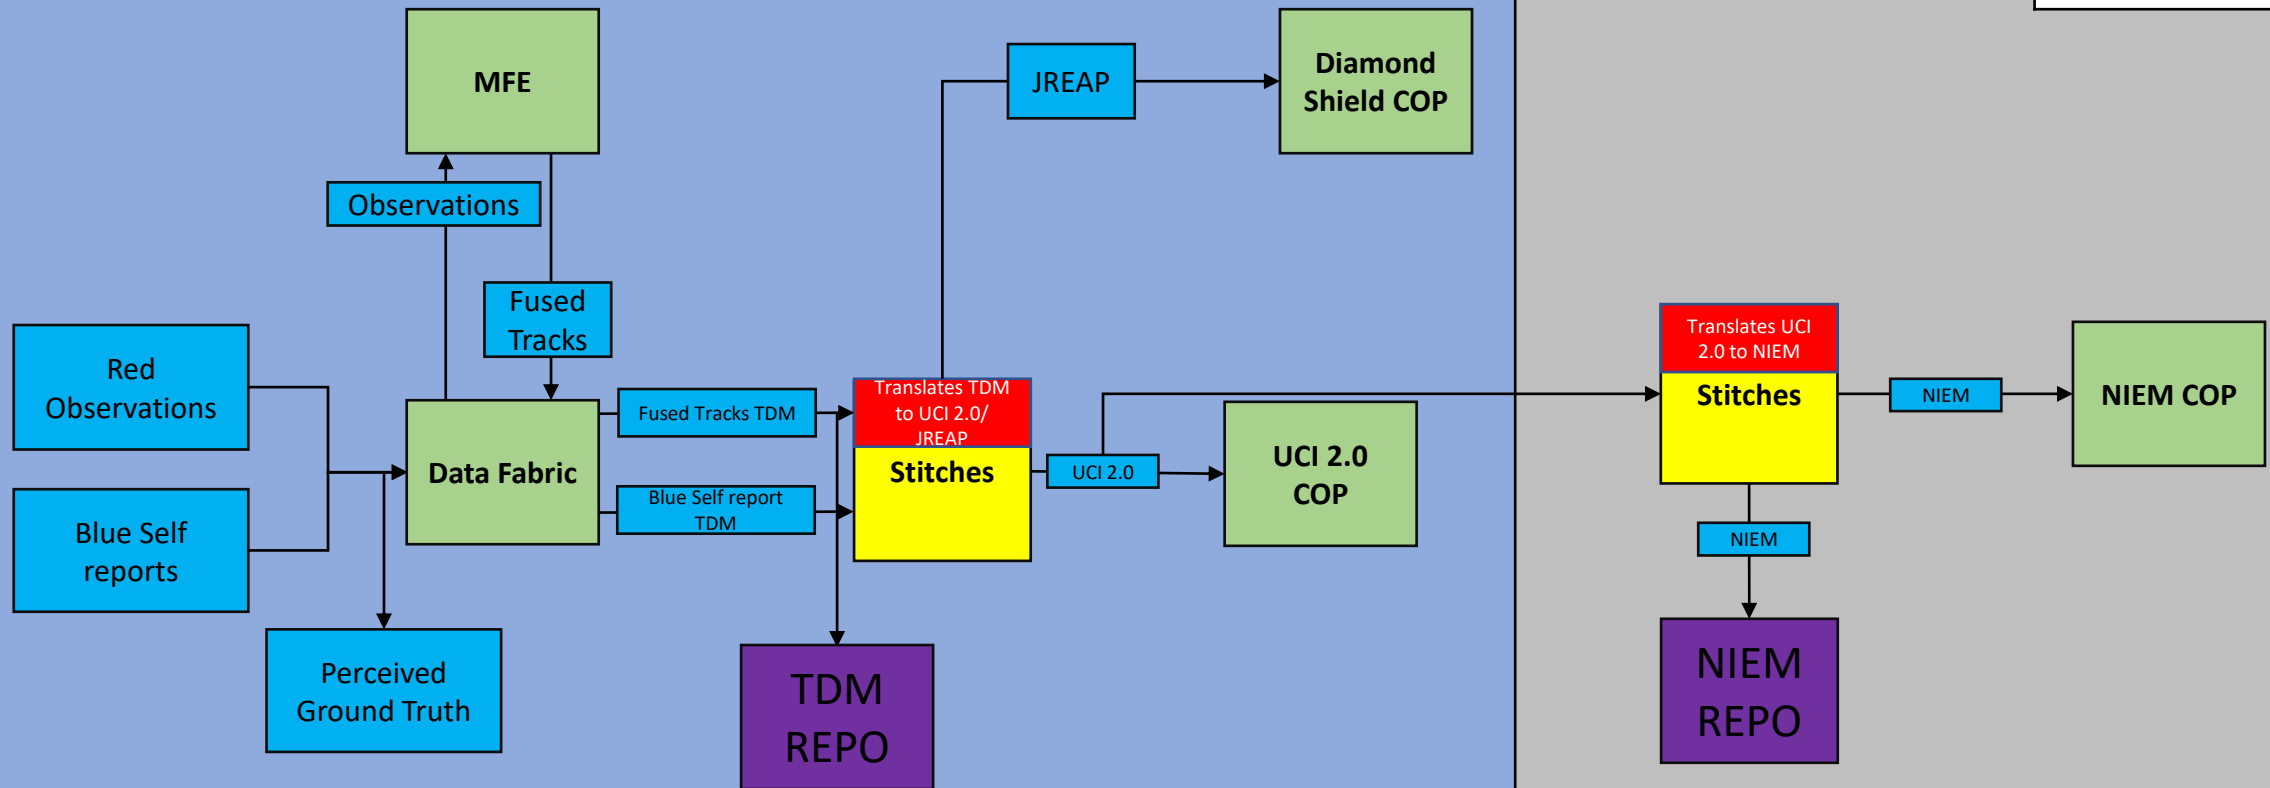 MFE
JREAP
Diamond
Shield COP
Observations
Fused
Tracks
Red
Observations
Blue Self
reports
Data Fabric
Fused Tracks TDM
Blue Self report
TDM
Translates TDM
to UCI 2.0/
JREAP
Stitches
UCI 2.0
UCI 2.0
COP
Perceived
Ground Truth
TDM
REPO
Translates UCI
2.0 to NIEM
Stitches
NIEM
NIEM COP
NIEM
NIEM
REPO